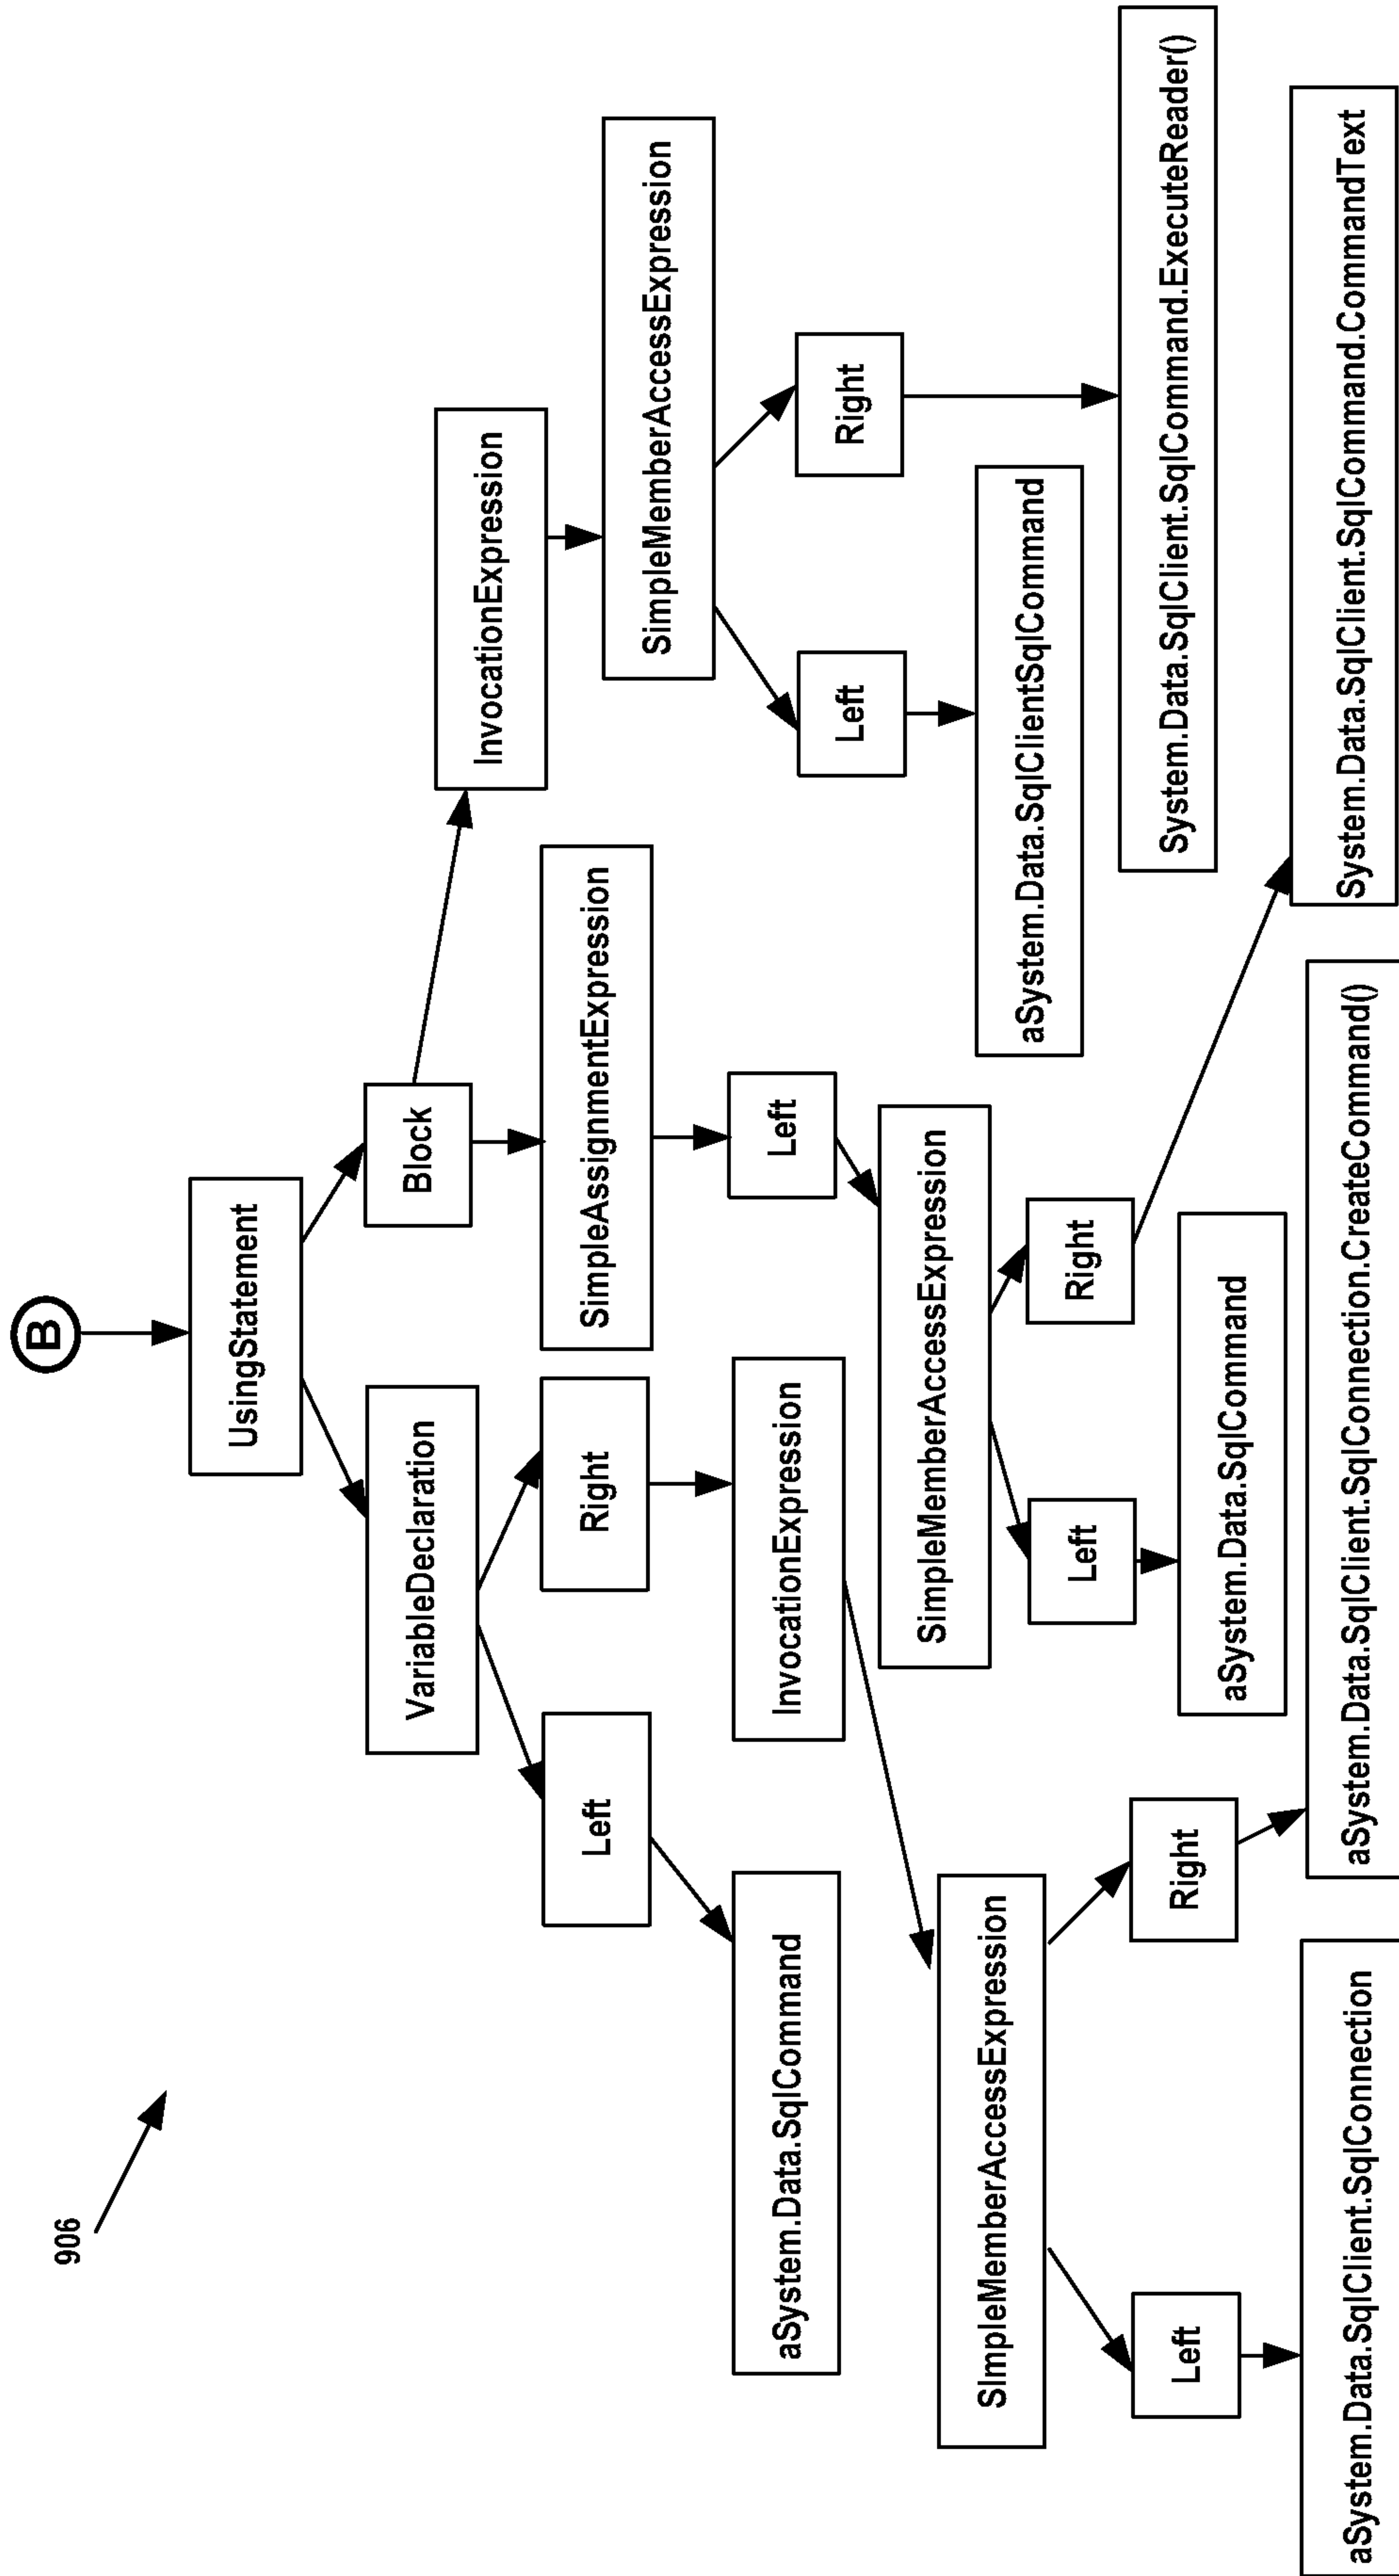 906
B
UsingStatement
VariableDeclaration
Block
InvocationExpression
Left
Right
SimpleAssignmentExpression
SimpleMemberAccessExpression
aSystem.Data.SqlCommand
InvocationExpression
Left
Left
Right
SImpleMemberAccessExpression
SimpleMemberAccessExpression
aSystem.Data.SqlClientSqlCommand
Left
Right
Left
Right
aSystem.Data.SqlCommand
System.Data.SqlClient.SqlCommand.ExecuteReader()
aSystem.Data.SqlClient.SqlConnection
aSystem.Data.SqlClient.SqlConnection.CreateCommand()
System.Data.SqlClient.SqlCommand.CommandText